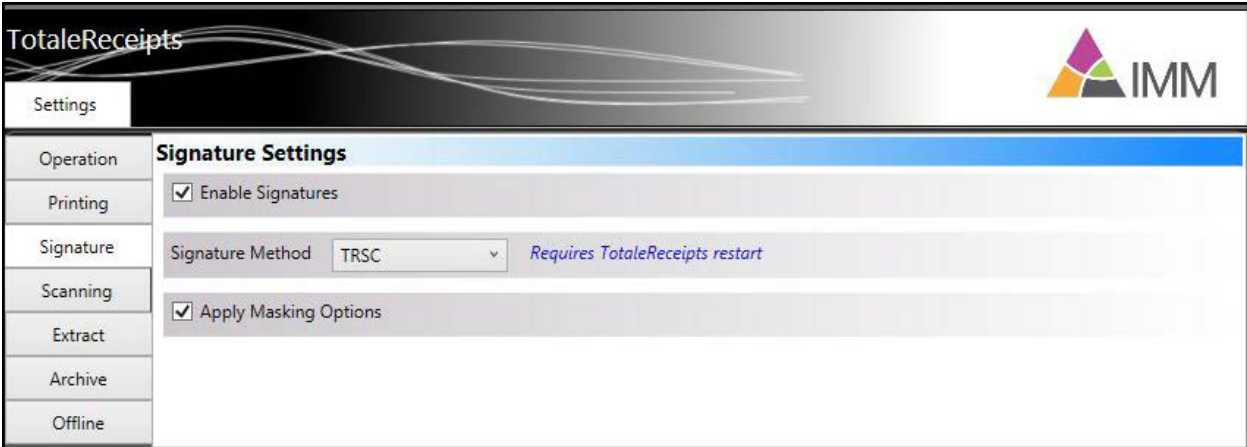 TotaleReceipts
IMM
Settings
Operation
Printing
Signature
Scanning
Extract
Archive
Offline
Signature Settings
Enable Signatures
Signature Method TRSC Requires TotaleReceipts restart
Apply Masking Options